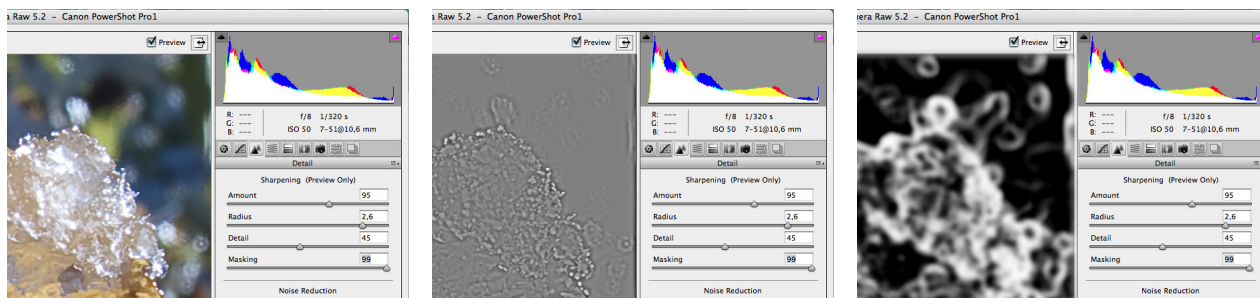 a Raw 5.2 – Canon PowerShot Pro1
Preview
R: ---
G: ---
B: ---
f/8 1/320 s
ISO 50 7–51@10,6 mm
Detail
Sharpening (Preview Only)
Amount 95
Radius 2,6
Detail 45
Masking 99
Noise Reduction
a Raw 5.2 – Canon PowerShot Pro1
Preview
R: ---
G: ---
B: ---
f/8 1/320 s
ISO 50 7–51@10,6 mm
Detail
Sharpening (Preview Only)
Amount 95
Radius 2,6
Detail 45
Masking 99
Noise Reduction
era Raw 5.2 – Canon PowerShot Pro1
Preview
R: ---
G: ---
B: ---
f/8 1/320 s
ISO 50 7–51@10,6 mm
Detail
Sharpening (Preview Only)
Amount 95
Radius 2,6
Detail 45
Masking 99
Noise Reduction